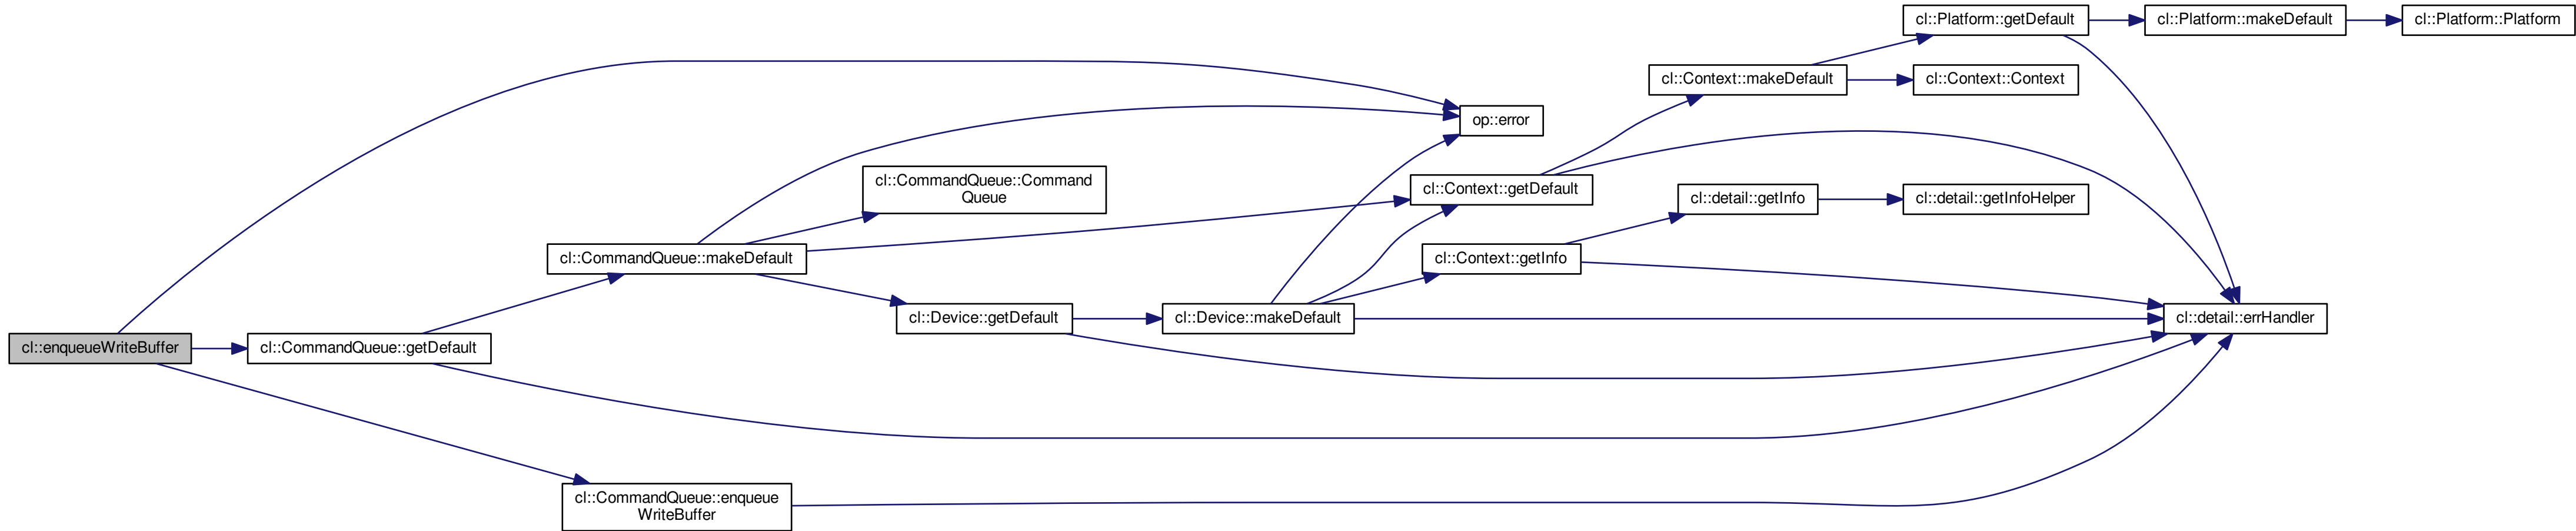 cl::Platform::getDefault
cl::Platform::makeDefault
cl::Platform::Platform
cl::Context::makeDefault
cl::Context::Context
op::error
cl::CommandQueue::Command
Queue
cl::Context::getDefault
cl::detail::getInfo
cl::detail::getInfoHelper
cl::CommandQueue::makeDefault
cl::Context::getInfo
cl::Device::getDefault
cl::Device::makeDefault
cl::detail::errHandler
cl::enqueueWriteBuffer
cl::CommandQueue::getDefault
cl::CommandQueue::enqueue
WriteBuffer